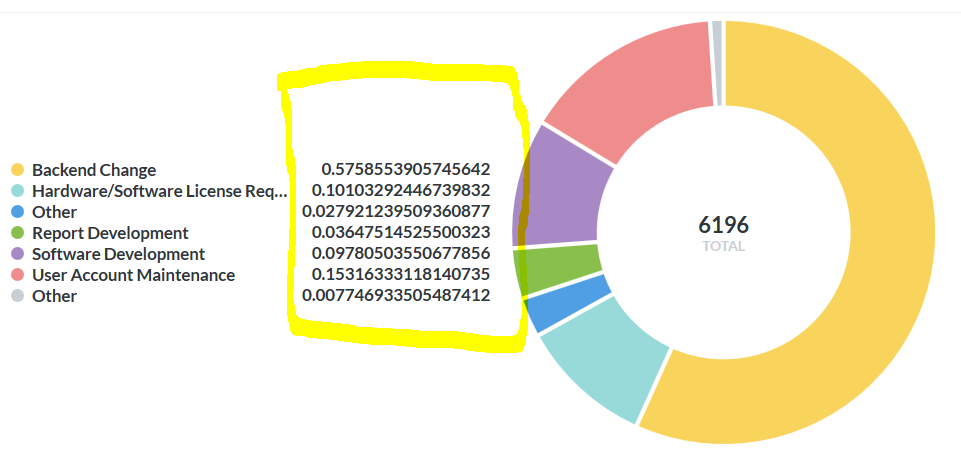 Backend Change 0.5758553905745642
Hardware/Software License Req... 0.10103292446739832
Other 0.027921239509360877
Report Development 0.03647514525500323
Software Development 0.09780503550677856
User Account Maintenance 0.15316333118140735
Other 0.007746933505487412
6196
TOTAL